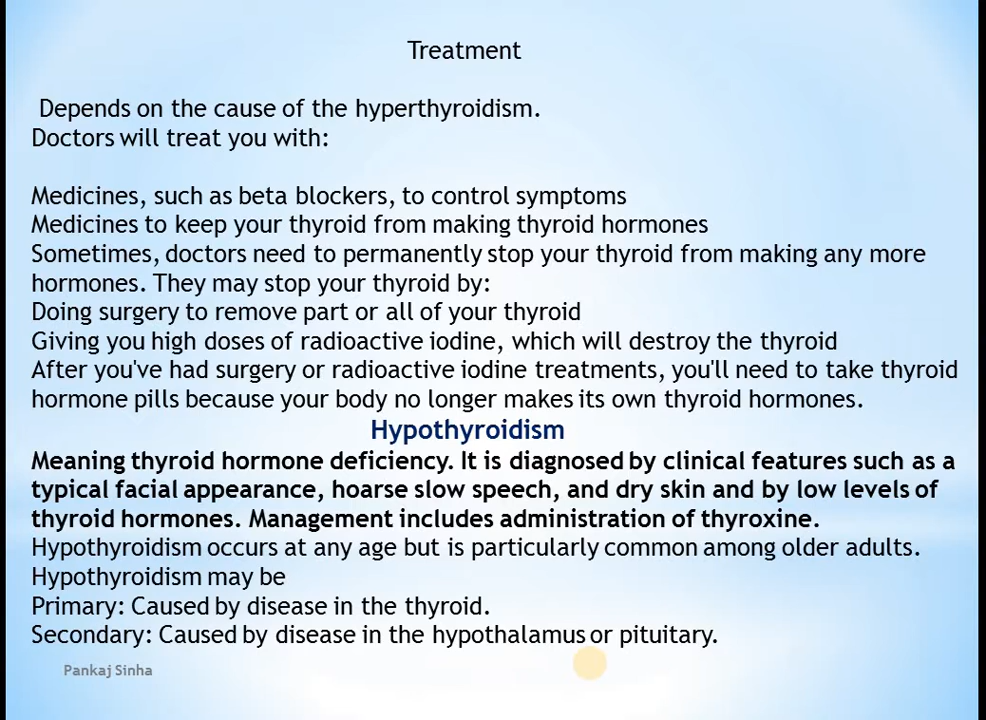 Treatment
Depends on the cause of the hyperthyroidism.
Doctors will treat you with:
Medicines, such as beta blockers, to control symptoms
Medicines to keep your thyroid from making thyroid hormones
Sometimes, doctors need to permanently stop your thyroid from making any more
hormones. They may stop your thyroid by:
Doing surgery to remove part or all of your thyroid
Giving you high doses of radioactive iodine, which will destroy the thyroid
After you've had surgery or radioactive iodine treatments, you'll need to take thyroid
hormone pills because your body no longer makes its own thyroid hormones.
Hypothyroidism
Meaning thyroid hormone deficiency. It is diagnosed by clinical features such as a
typical facial appearance, hoarse slow speech, and dry skin and by low levels of
thyroid hormones. Management includes administration of thyroxine.
Hypothyroidism occurs at any age but is particularly common among older adults.
Hypothyroidism may be
Primary: Caused by disease in the thyroid.
Secondary: Caused by disease in the hypothalamus or pituitary.
Pankaj Sinha